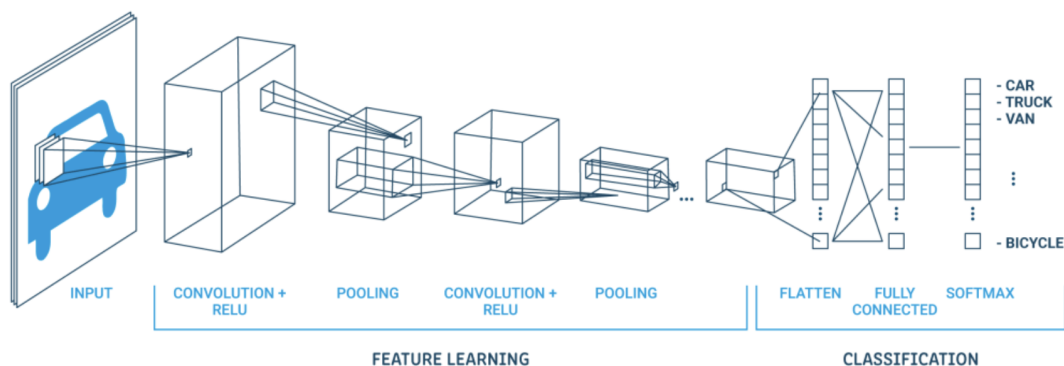 - CAR
- TRUCK
- VAN
- BICYCLE
INPUT
CONVOLUTION +
RELU
POOLING
CONVOLUTION +
RELU
POOLING
FLATTEN
FULLY
CONNECTED
SOFTMAX
FEATURE LEARNING
CLASSIFICATION